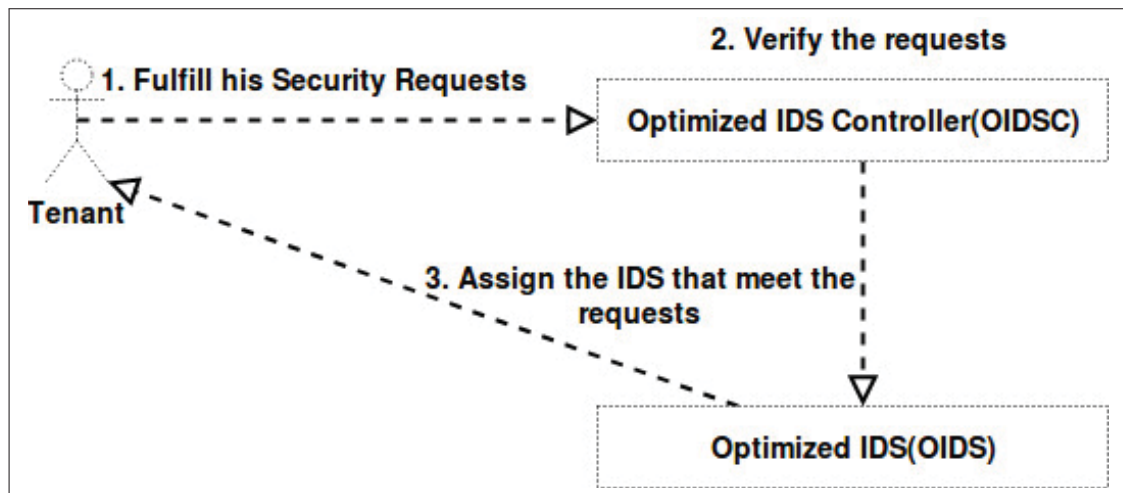 2. Verify the requests
1. Fulfill his Security Requests
Optimized IDS Controller(OIDSC)
Tenant
3. Assign the IDS that meet the
requests
Optimized IDS(OIDS)